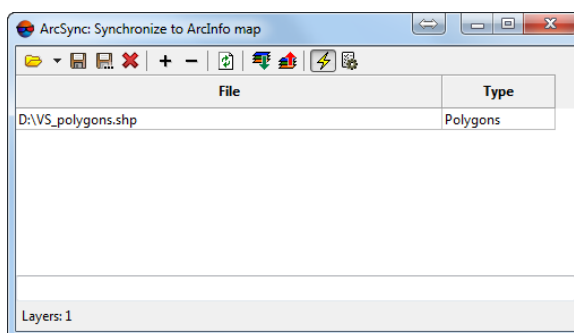 ArcSync: Synchronize to ArcInfo map
File Type
D:\VS_polygons.shp Polygons
Layers: 1